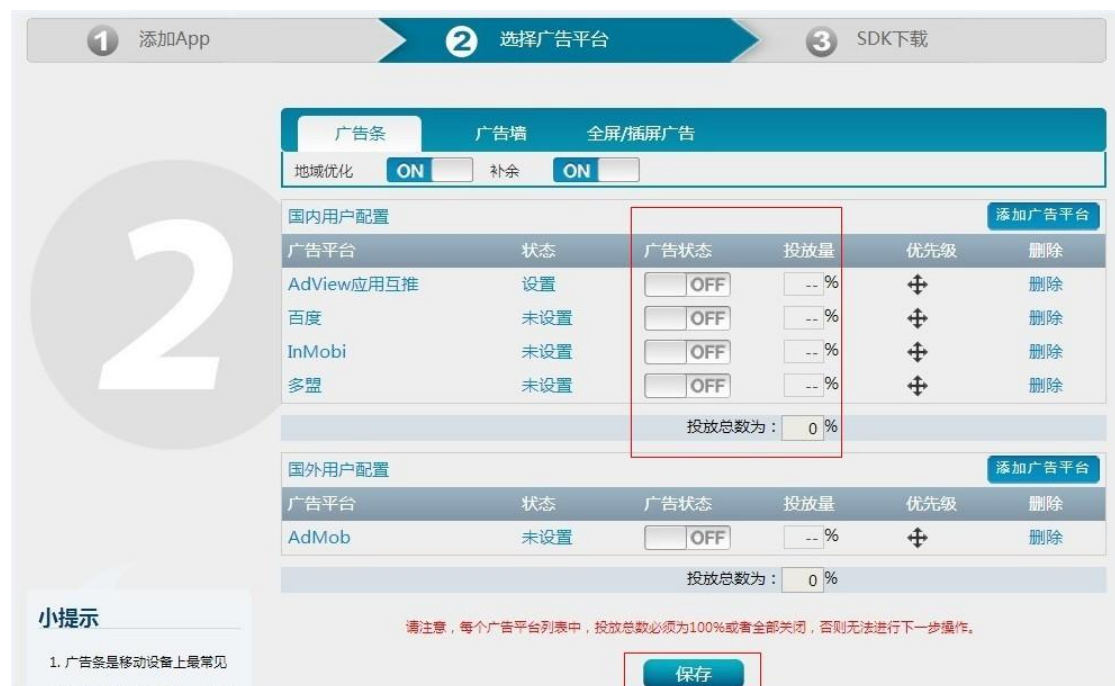 1 添加App 2 选择广告平台 3 SDK下载
广告条 广告墙 全屏/插屏广告
地域优化 ON 补余 ON
国内用户配置 添加广告平台
广告平台 状态 广告状态 投放量 优先级 删除
AdView应用互推 设置 OFF -- % 删除
百度 未设置 OFF -- % 删除
InMobi 未设置 OFF -- % 删除
多盟 未设置 OFF -- % 删除
投放总数为: 0 %
2
国外用户配置 添加广告平台
广告平台 状态 广告状态 投放量 优先级 删除
AdMob 未设置 OFF -- % 删除
投放总数为: 0 %
小提示
请注意,每个广告平台列表中,投放总数必须为100%或者全部关闭,否则无法进行下一步操作。
1. 广告条是移动设备上最常见
保存